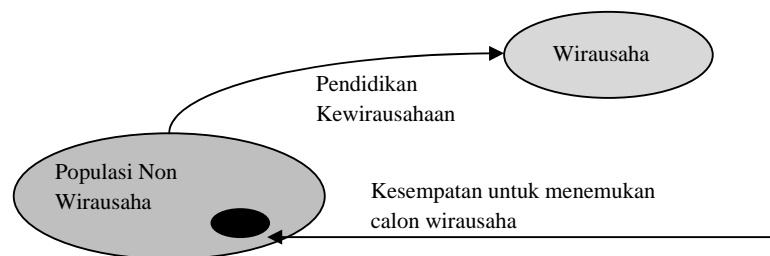 Wirausaha
Pendidikan
Kewirausahaan
Populasi Non
Wirausaha
Kesempatan untuk menemukan
calon wirausaha